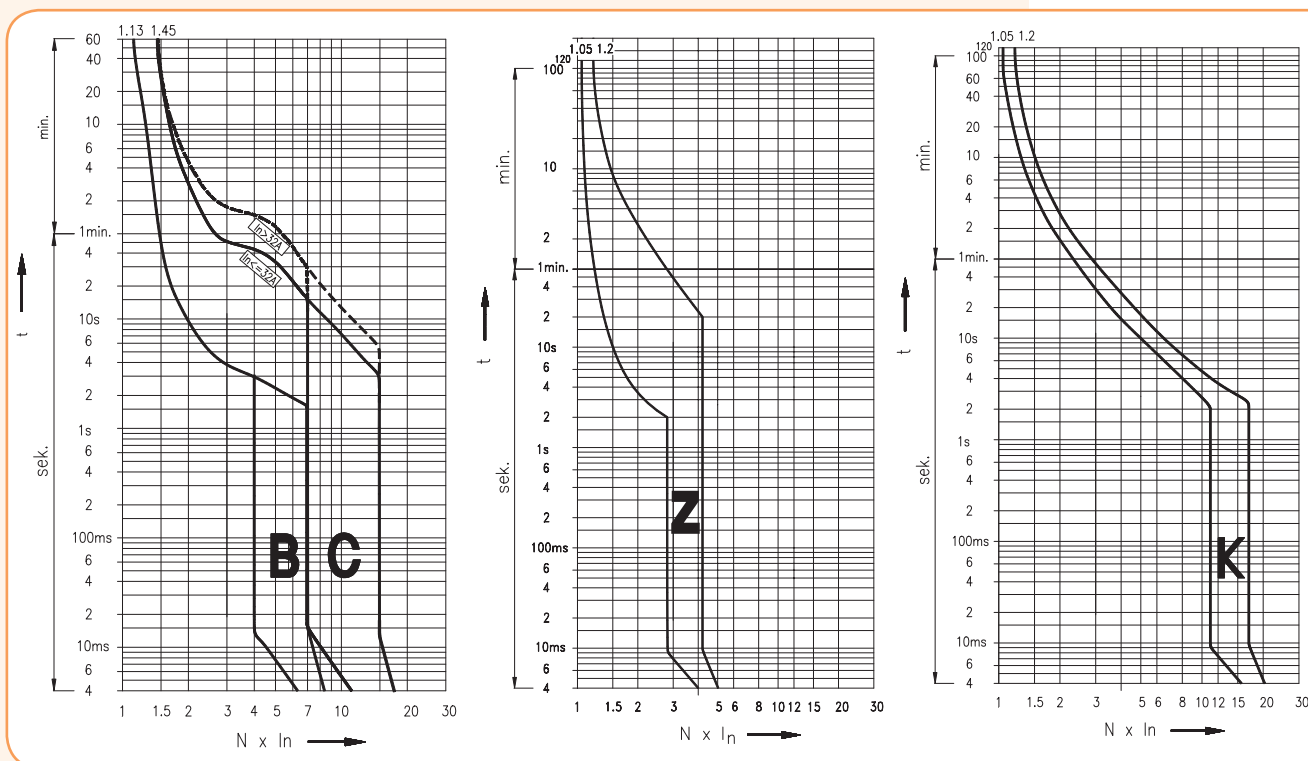 1.13 1.45
60
40
20
10
6
4
2
1min.
4
2
10s
6
4
2
1s
6
4
2
100ms
6
4
2
10ms
6
4
min.
sek.
t
In>32A
In<=32A
B C
1 1.5 2 3 4 5 7 10 20 30
N x In
1.05 1.2
120
100
10
2
1min.
4
2
10s
6
4
2
1s
6
4
2
100ms
6
4
2
10ms
6
4
min.
sek.
t
Z
1 1.5 2 3 4 5 6 8 10 12 15 20 30
N x In
1.05 1.2
120
100
60
40
20
10
6
4
2
1min.
4
2
10s
6
4
2
1s
6
4
2
100ms
6
4
2
10ms
6
4
min.
sek.
t
K
1 1.5 2 3 4 5 6 8 10 12 15 20 30
N x In